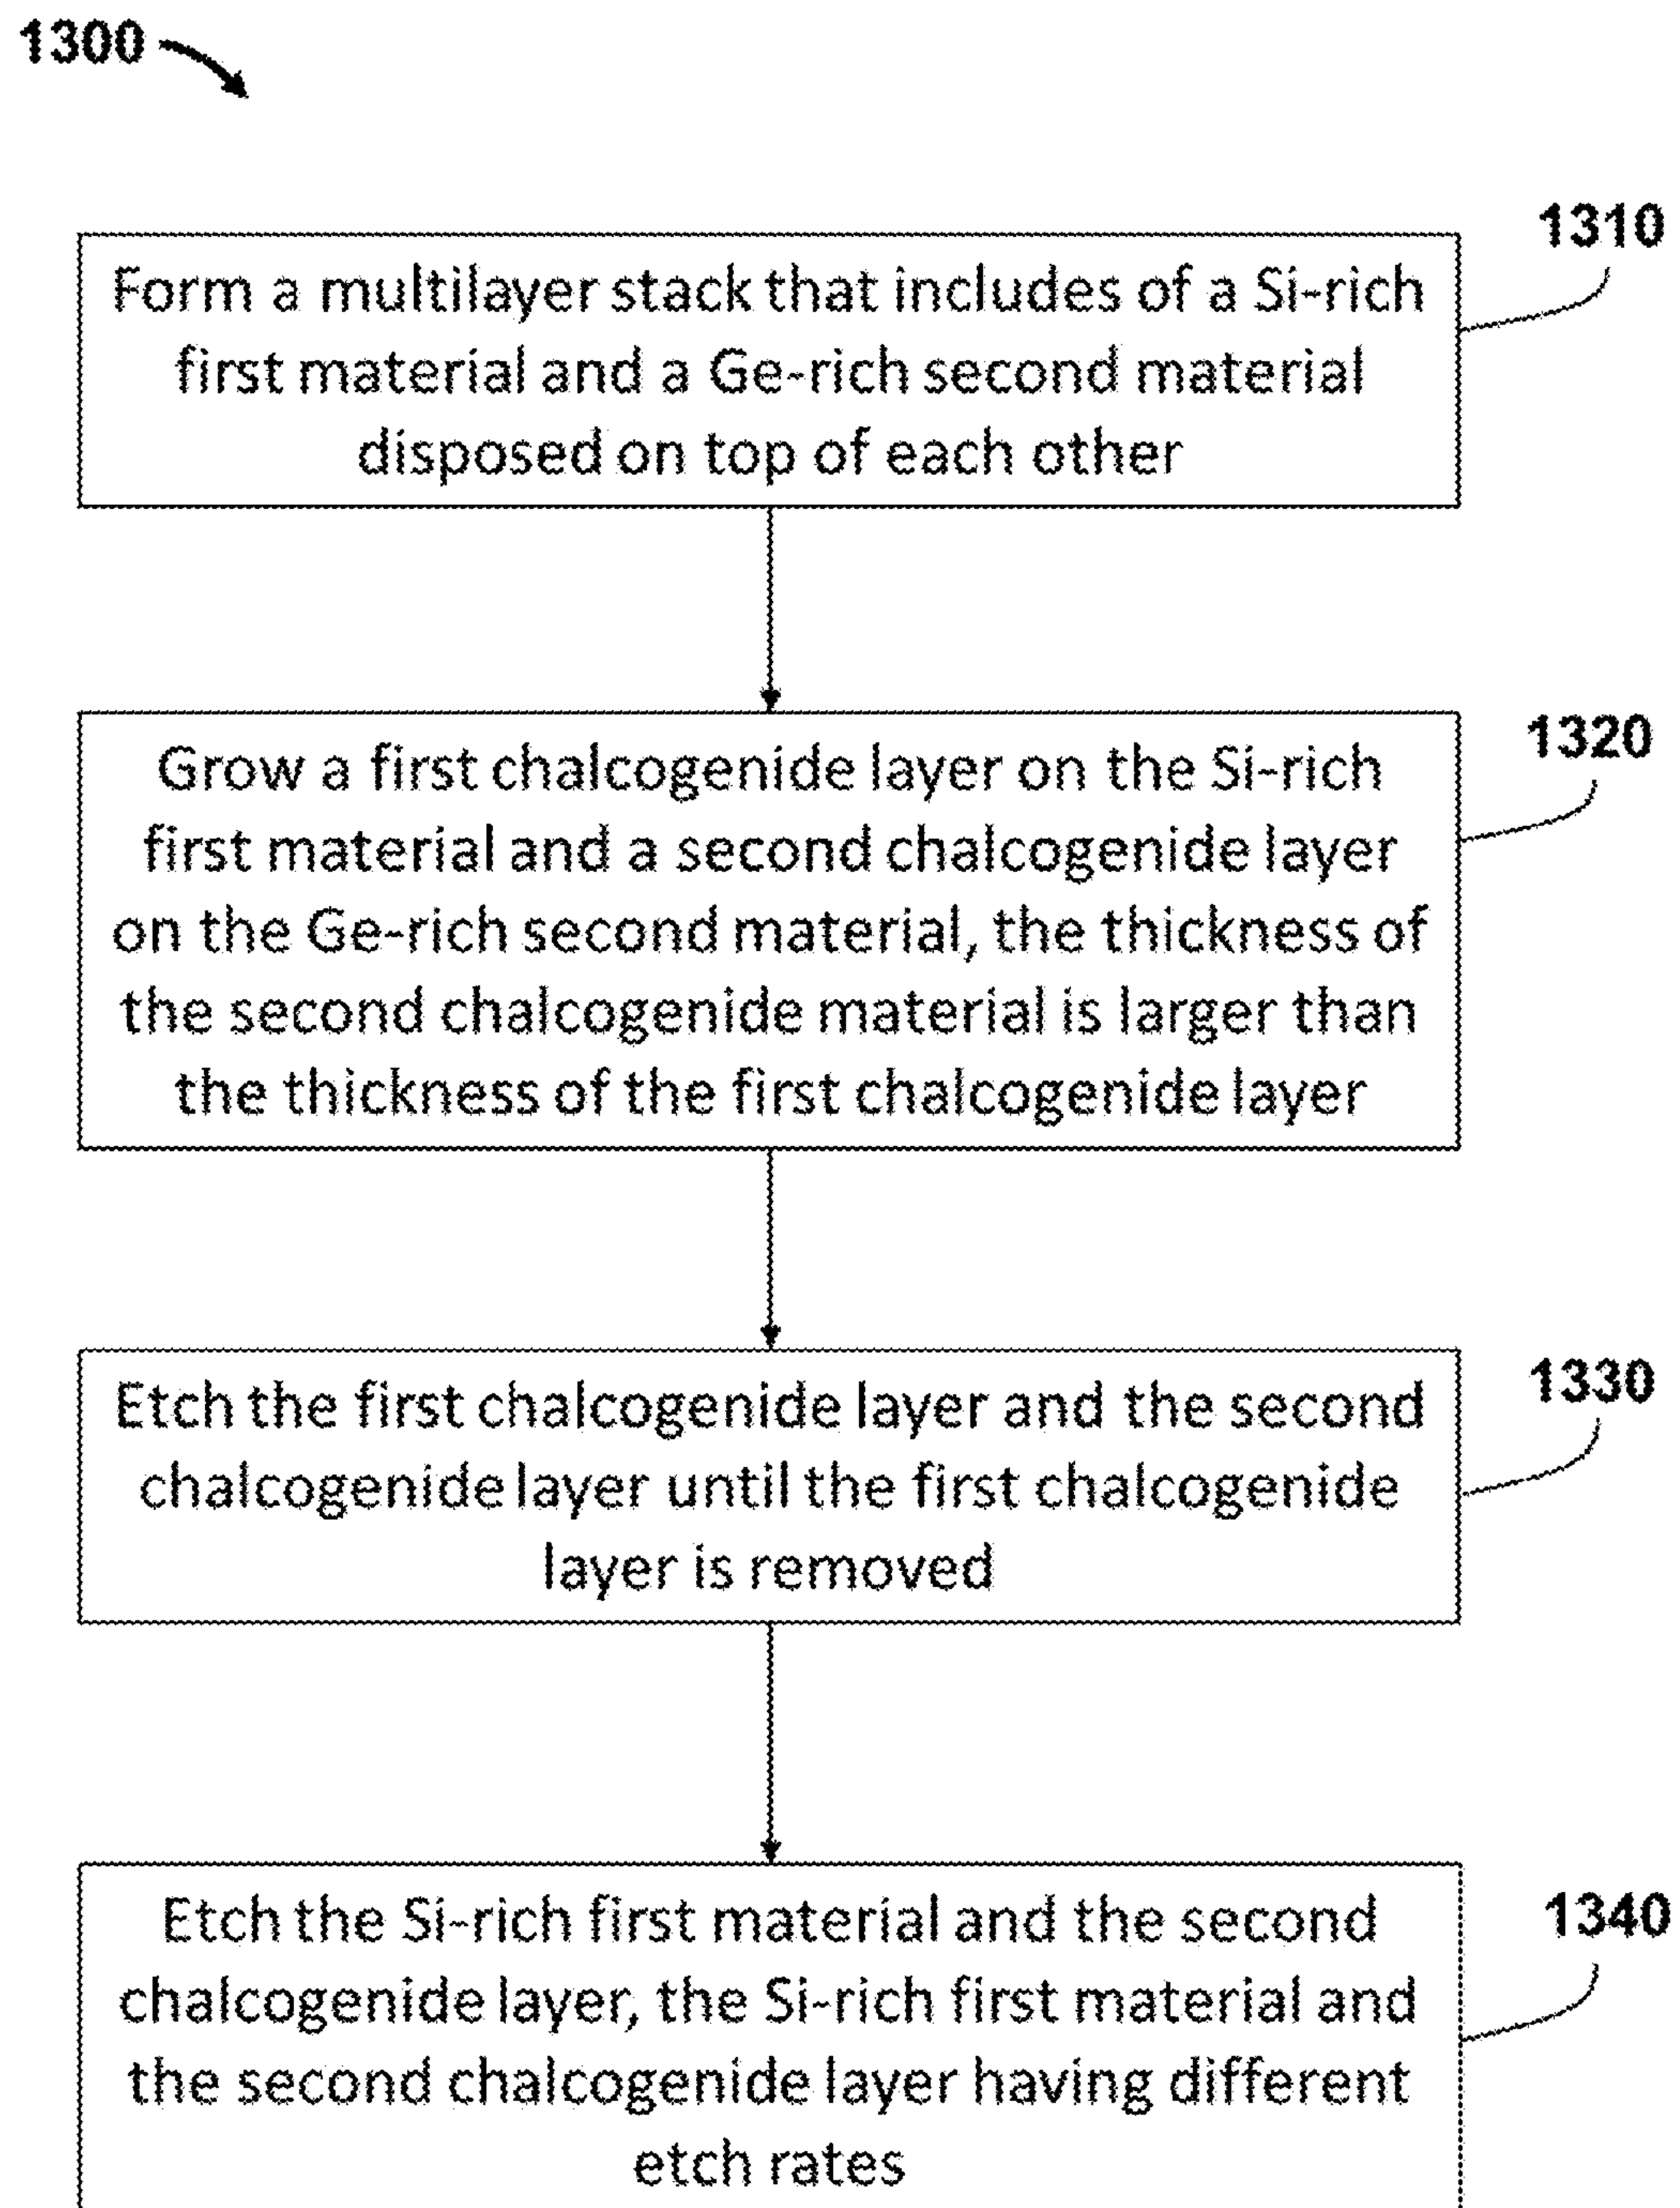 1300
1310
Form a multilayer stack that includes of a Si-rich
first material and a Ge-rich second material
disposed on top of each other
1320
Grow a first chalcogenide layer on the Si-rich
first material and a second chalcogenide layer
on the Ge-rich second material, the thickness of
the second chalcogenide material is larger than
the thickness of the first chalcogenide layer
1330
Etch the first chalcogenide layer and the second
chalcogenide layer until the first chalcogenide
layer is removed
1340
Etch the Si-rich first material and the second
chalcogenide layer, the Si-rich first material and
the second chalcogenide layer having different
etch rates